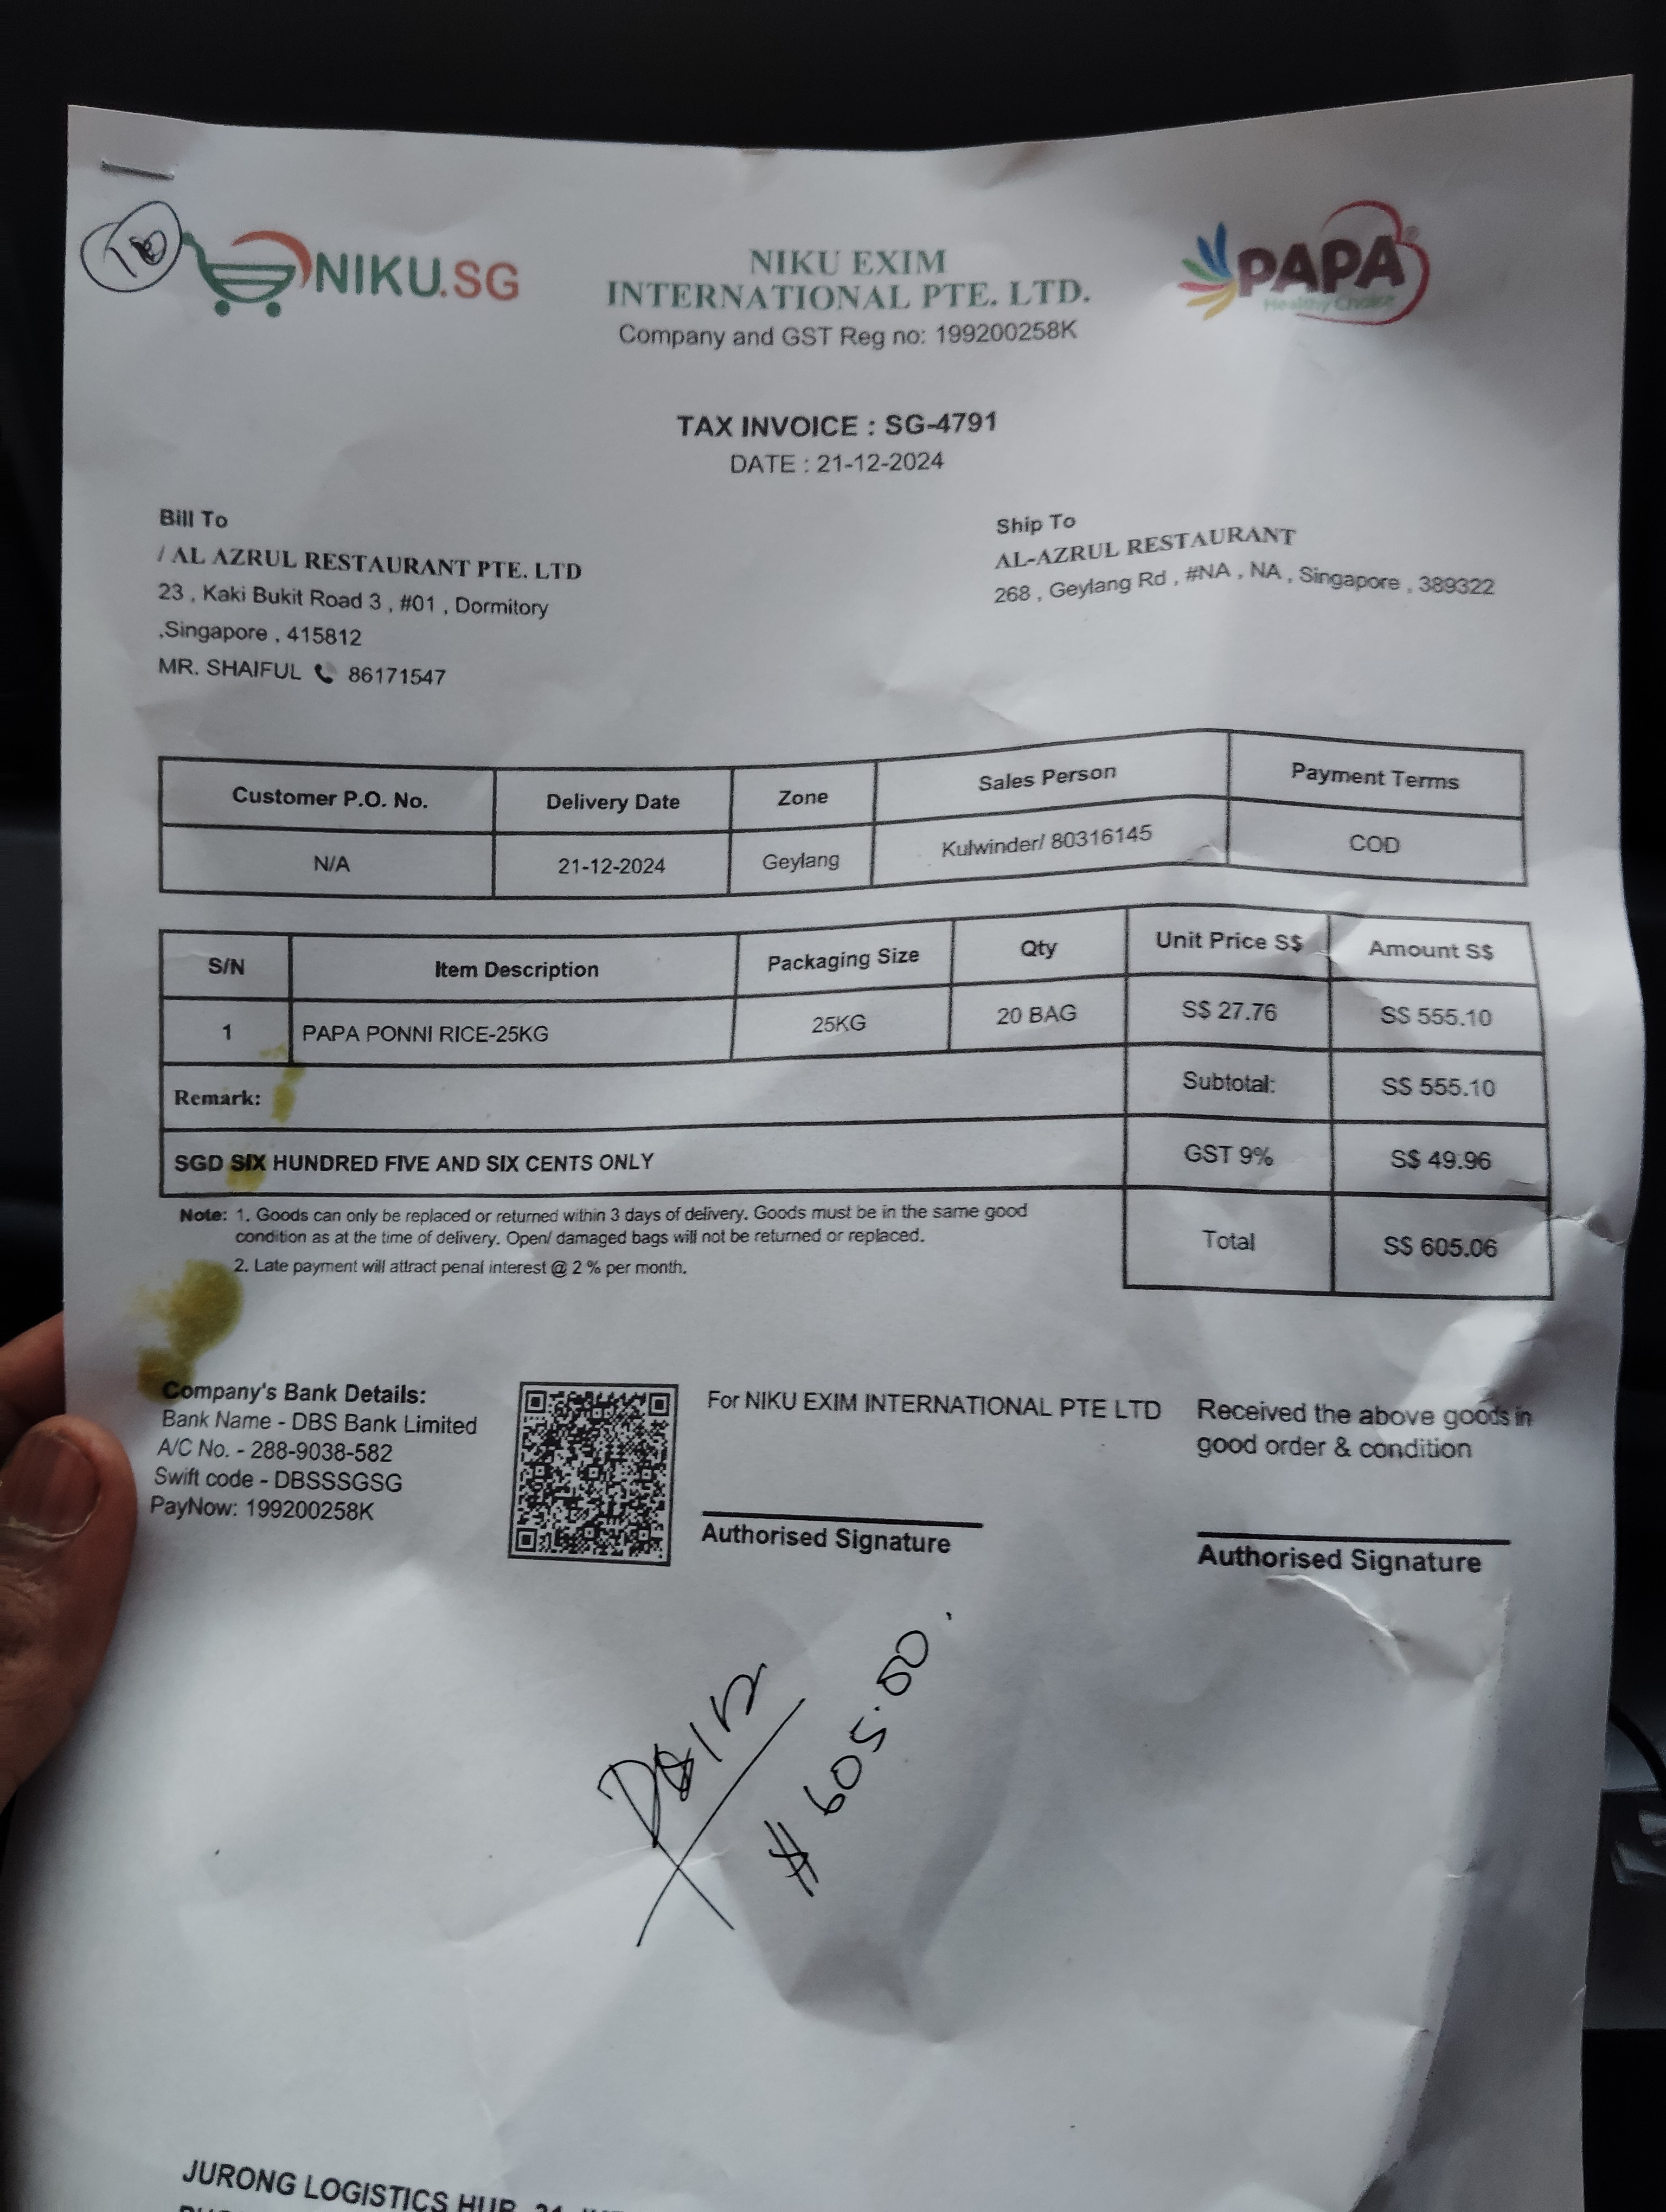 NIKU.SG
NIKU EXIM
INTERNATIONAL PTE. LTD.
Company and GST Reg no: 199200258K
PAPA®
Healthy Choice
TAX INVOICE : SG-4791
DATE : 21-12-2024
Bill To
/ AL AZRUL RESTAURANT PTE. LTD
23 , Kaki Bukit Road 3 , #01 , Dormitory
,Singapore , 415812
MR. SHAIFUL 86171547
Ship To
AL-AZRUL RESTAURANT
268 , Geylang Rd , #NA , NA , Singapore , 389322
Customer P.O. No. Delivery Date Zone Sales Person Payment Terms
N/A 21-12-2024 Geylang Kulwinder/ 80316145 COD
S/N Item Description Packaging Size Qty Unit Price S$ Amount S$
1 PAPA PONNI RICE-25KG 25KG 20 BAG S$ 27.76 S$ 555.10
Remark: Subtotal: S$ 555.10
SGD SIX HUNDRED FIVE AND SIX CENTS ONLY GST 9% S$ 49.96
Total S$ 605.06
Note: 1. Goods can only be replaced or returned within 3 days of delivery. Goods must be in the same good
condition as at the time of delivery. Open/ damaged bags will not be returned or replaced.
2. Late payment will attract penal interest @ 2 % per month.
Company's Bank Details:
Bank Name - DBS Bank Limited
A/C No. - 288-9038-582
Swift code - DBSSSGSG
PayNow: 199200258K
For NIKU EXIM INTERNATIONAL PTE LTD
Authorised Signature
Received the above goods in
good order & condition
Authorised Signature
$ 605.00
JURONG LOGISTICS HUB